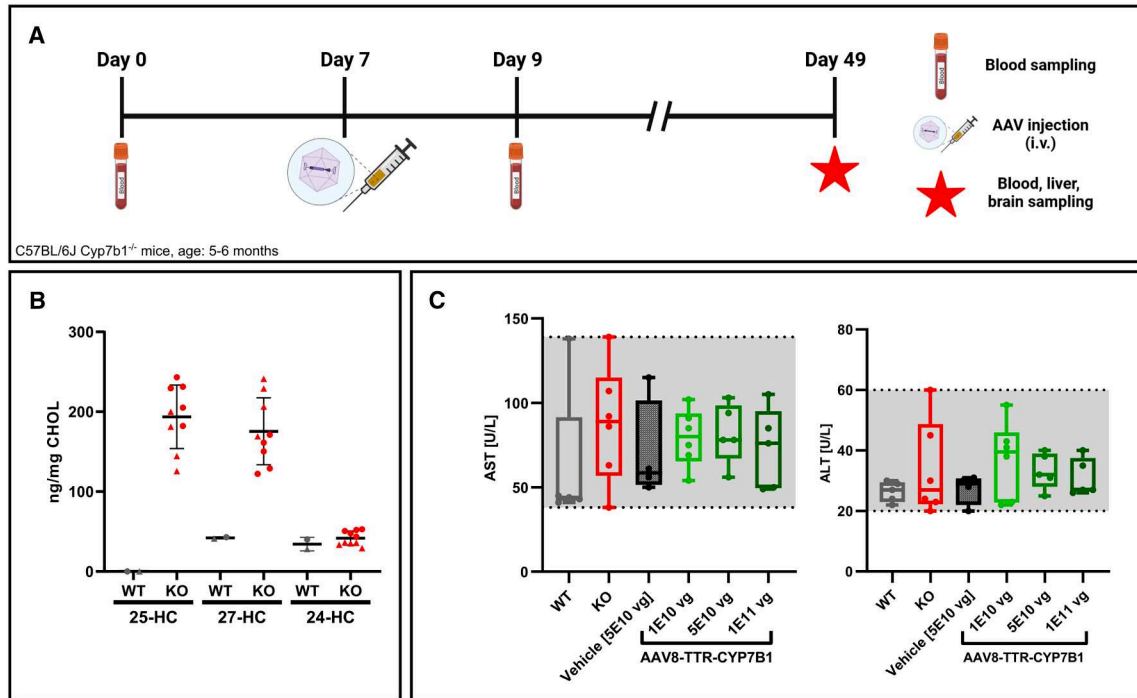 A
Day 0
Day 7
Day 9
Day 49
Blood
Blood
Blood
Blood sampling
AAV injection
(i.v.)
Blood, liver,
brain sampling
C57BL/6J Cyp7b1-/- mice, age: 5-6 months
B
ng/mg CHOL
300
200
100
0
WT KO WT KO WT KO
25-HC 27-HC 24-HC
C
AST [U/L]
150
100
50
0
WT
KO
Vehicle [5E10 vg]
1E10 vg
5E10 vg
1E11 vg
AAV8-TTR-CYP7B1
ALT [U/L]
80
60
40
20
0
WT
KO
Vehicle [5E10 vg]
1E10 vg
5E10 vg
1E11 vg
AAV8-TTR-CYP7B1